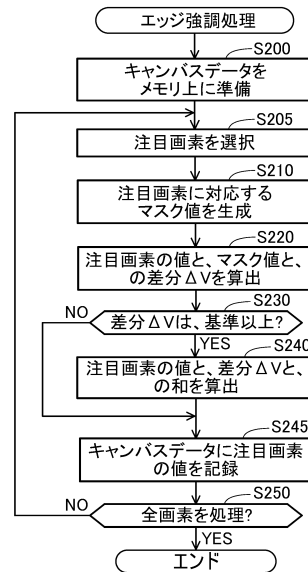 エッジ強調処理
S200
キャンバスデータを
メモリ上に準備
S205
注目画素を選択
S210
注目画素に対応する
マスク値を生成
S220
注目画素の値と、マスク値と、
の差分ΔVを算出
S230
差分ΔVは、基準以上?
NO
YES
S240
注目画素の値と、差分ΔVと、
の和を算出
S245
キャンバスデータに注目画素
の値を記録
S250
NO
全画素を処理?
YES
エンド